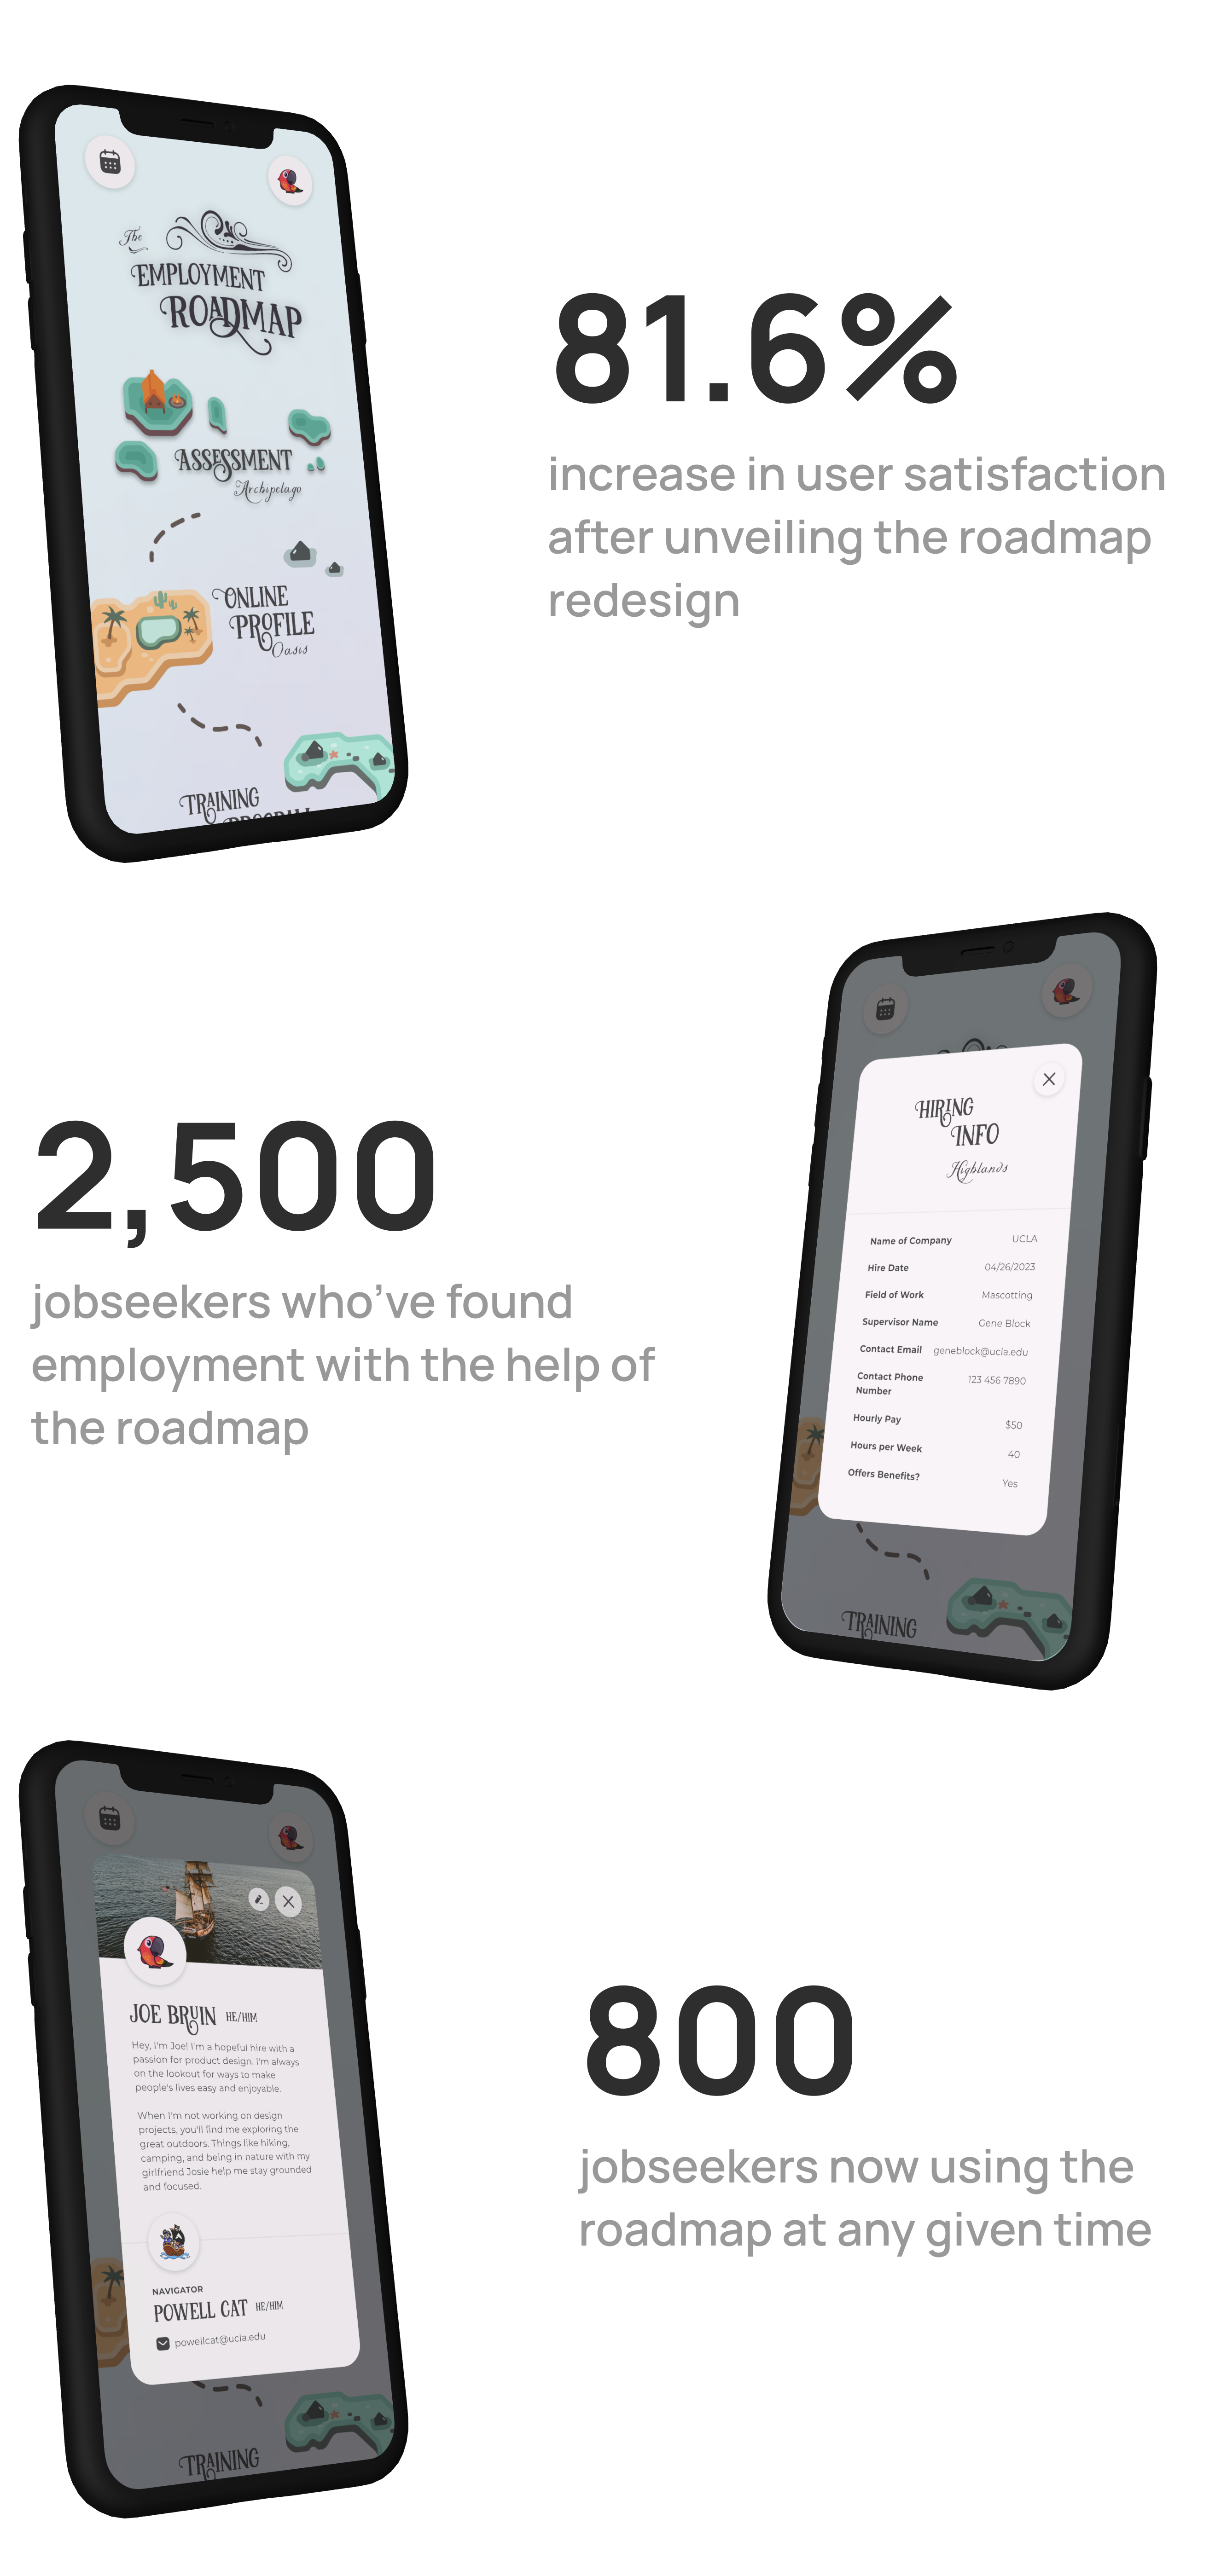 The
EMPLOYMENT
ROADMAP
ASSESSMENT
Archipelago
ONLINE
PROFILE
Oasis
TRAINING
PROGRAM
81.6%
increase in user satisfaction
after unveiling the roadmap
redesign
2,500
jobseekers who’ve found
employment with the help of
the roadmap
HIRING
INFO
Highlands
Name of Company UCLA
Hire Date 04/26/2023
Field of Work Mascotting
Supervisor Name Gene Block
Contact Email geneblock@ucla.edu
Contact Phone 123 456 7890
Number
Hourly Pay $50
Hours per Week 40
Offers Benefits? Yes
TRAINING
JOE BRUIN HE/HIM
Hey, I'm Joe! I'm a hopeful hire with a
passion for product design. I'm always
on the lookout for ways to make
people's lives easy and enjoyable.
When I'm not working on design
projects, you'll find me exploring the
great outdoors. Things like hiking,
camping, and being in nature with my
girlfriend Josie help me stay grounded
and focused.
NAVIGATOR
POWELL CAT HE/HIM
powellcat@ucla.edu
TRAINING
800
jobseekers now using the
roadmap at any given time